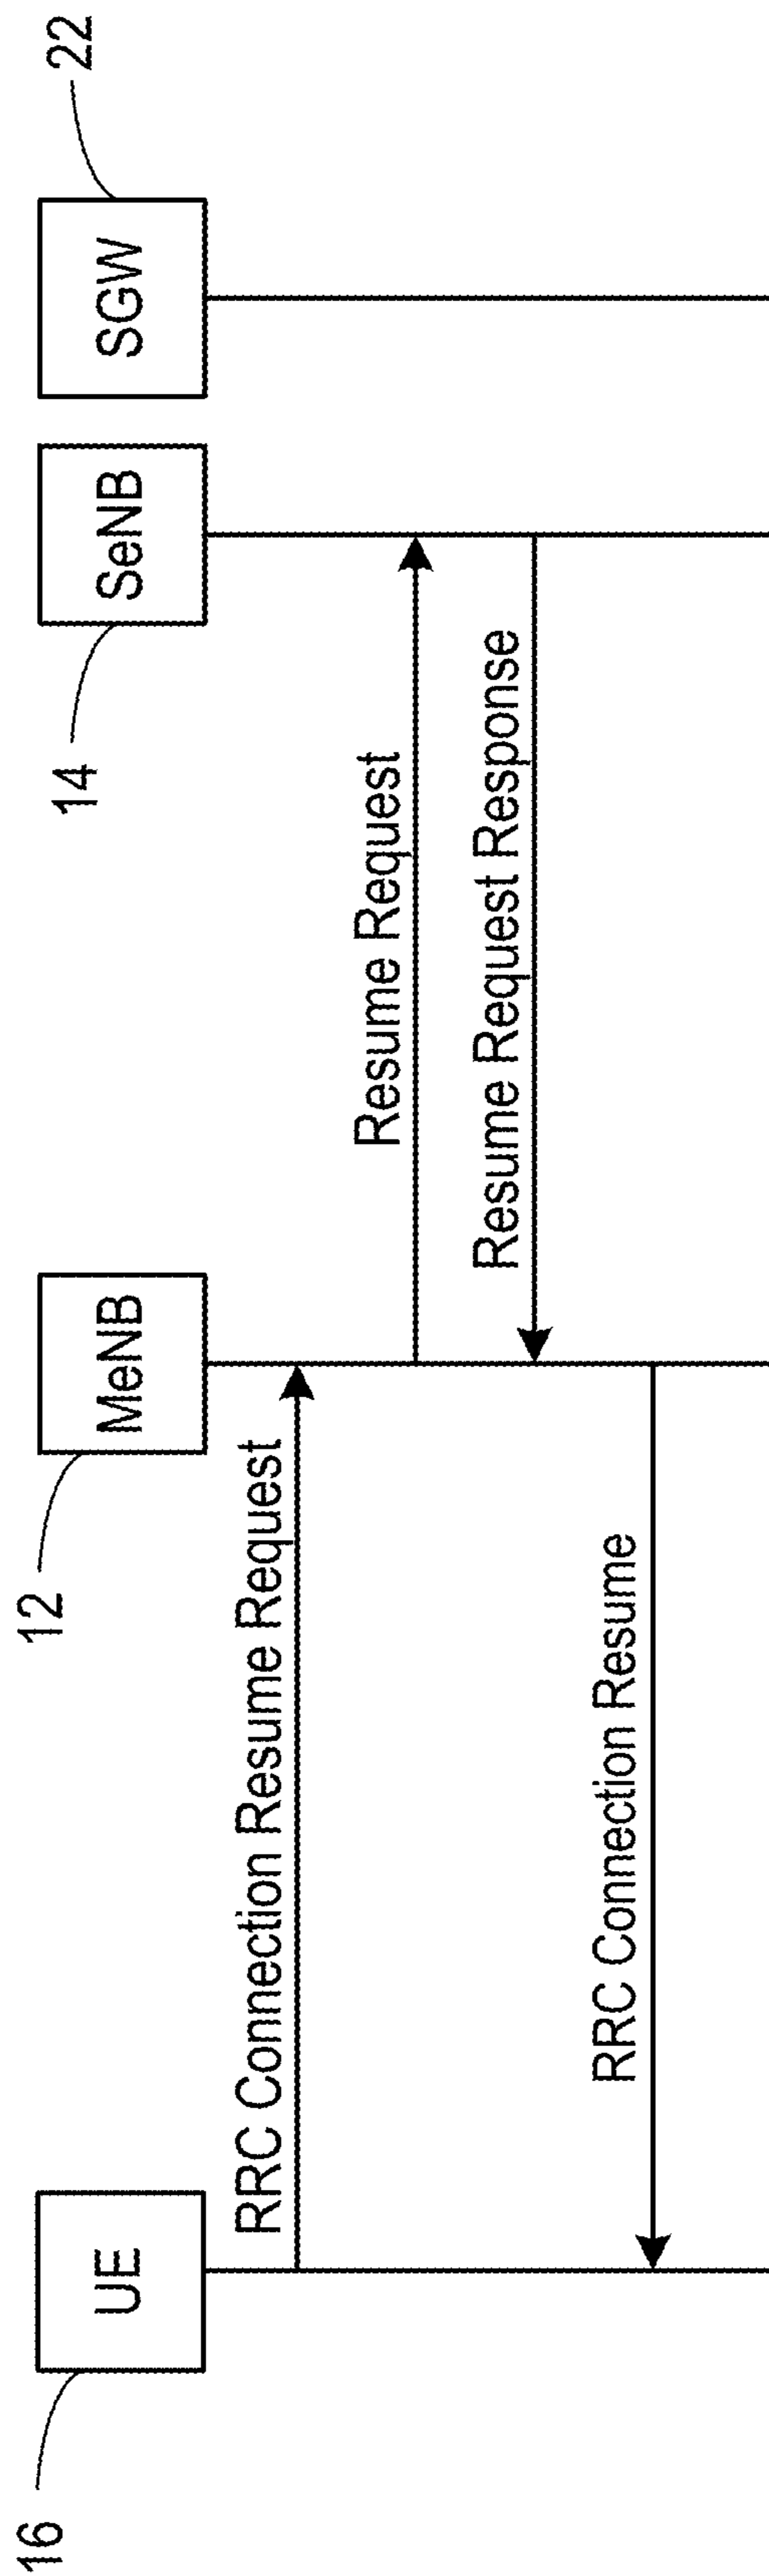 16
UE
12
MeNB
14
SeNB
22
SGW
RRC Connection Resume Request
Resume Request
Resume Request Response
RRC Connection Resume